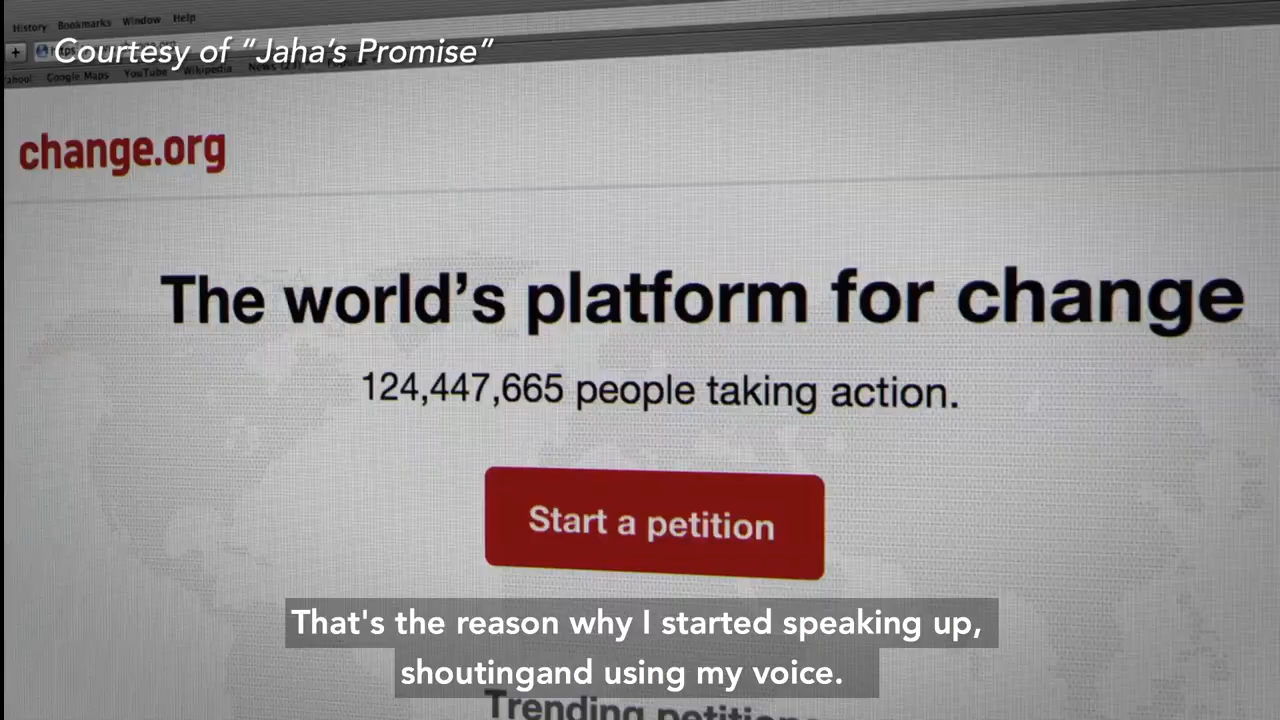 History Bookmarks Window Help
+
Courtesy of “Jaha’s Promise”
Google Maps YouTube Wikipedia News
change.org
The world’s platform for change
124,447,665 people taking action.
Start a petition
That's the reason why I started speaking up,
shoutingand using my voice.
Trending petitions